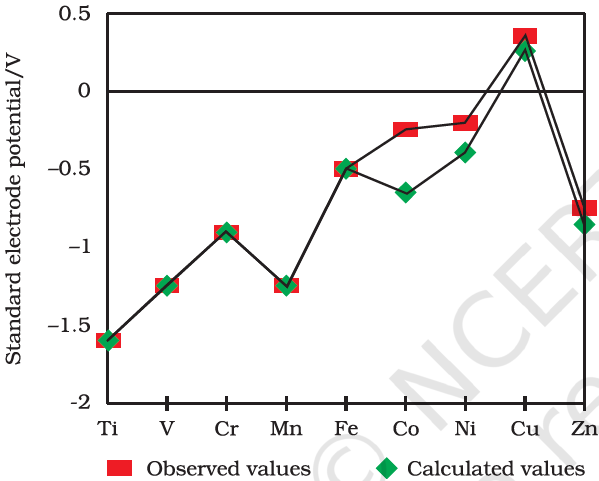 Standard electrode potential/V
0.5
0
–0.5
–1
–1.5
-2
Ti V Cr Mn Fe Co Ni Cu Zn
Observed values Calculated values
© NCERT